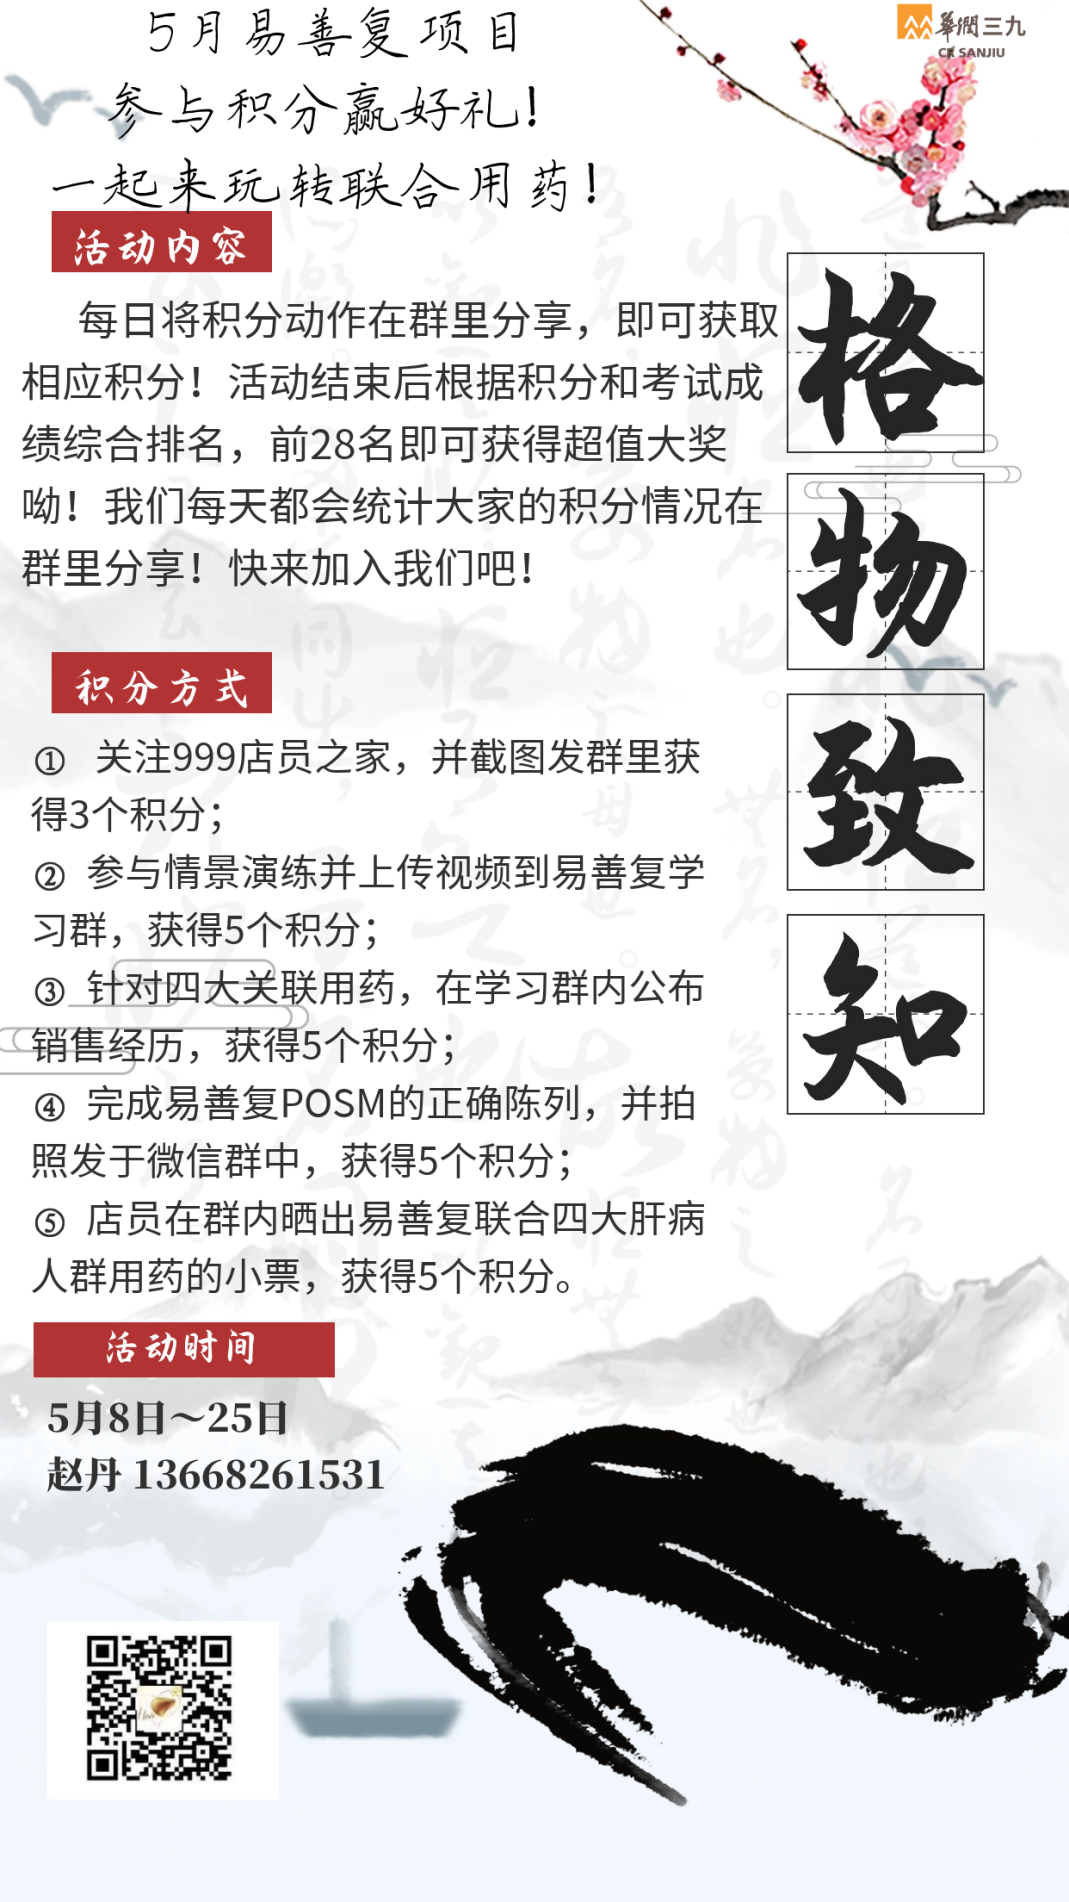 5月易善复项目
参与积分赢好礼!
一起来玩转联合用药!
華潤三九
CR SANJIU
活动内容
每日将积分动作在群里分享，即可获取
相应积分！活动结束后根据积分和考试成
绩综合排名，前28名即可获得超值大奖
呦！我们每天都会统计大家的积分情况在
群里分享！快来加入我们吧！
格
物
致
知
积分方式
① 关注999店员之家，并截图发群里获
得3个积分；
② 参与情景演练并上传视频到易善复学
习群，获得5个积分；
③ 针对四大关联用药，在学习群内公布
销售经历，获得5个积分；
④ 完成易善复POSM的正确陈列，并拍
照发于微信群中，获得5个积分；
⑤ 店员在群内晒出易善复联合四大肝病
人群用药的小票，获得5个积分。
活动时间
5月8日～25日
赵丹 13668261531